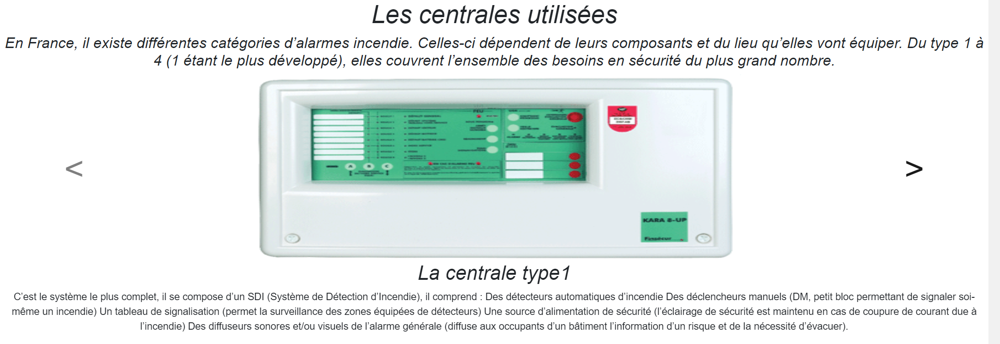 Les centrales utilisées
En France, il existe différentes catégories d’alarmes incendie. Celles-ci dépendent de leurs composants et du lieu qu’elles vont équiper. Du type 1 à
4 (1 étant le plus développé), elles couvrent l’ensemble des besoins en sécurité du plus grand nombre.
DÉFAUT GÉNÉRAL
FEU
A B C
EN CAS D'ALARME FEU
<
>
KARA 8-UP
Finsécur
La centrale type1
C’est le système le plus complet, il se compose d’un SDI (Système de Détection d’Incendie), il comprend : Des détecteurs automatiques d’incendie Des déclencheurs manuels (DM, petit bloc permettant de signaler soi-
même un incendie) Un tableau de signalisation (permet la surveillance des zones équipées de détecteurs) Une source d’alimentation de sécurité (l’éclairage de sécurité est maintenu en cas de coupure de courant due à
l’incendie) Des diffuseurs sonores et/ou visuels de l’alarme générale (diffuse aux occupants d’un bâtiment l’information d’un risque et de la nécessité d’évacuer).